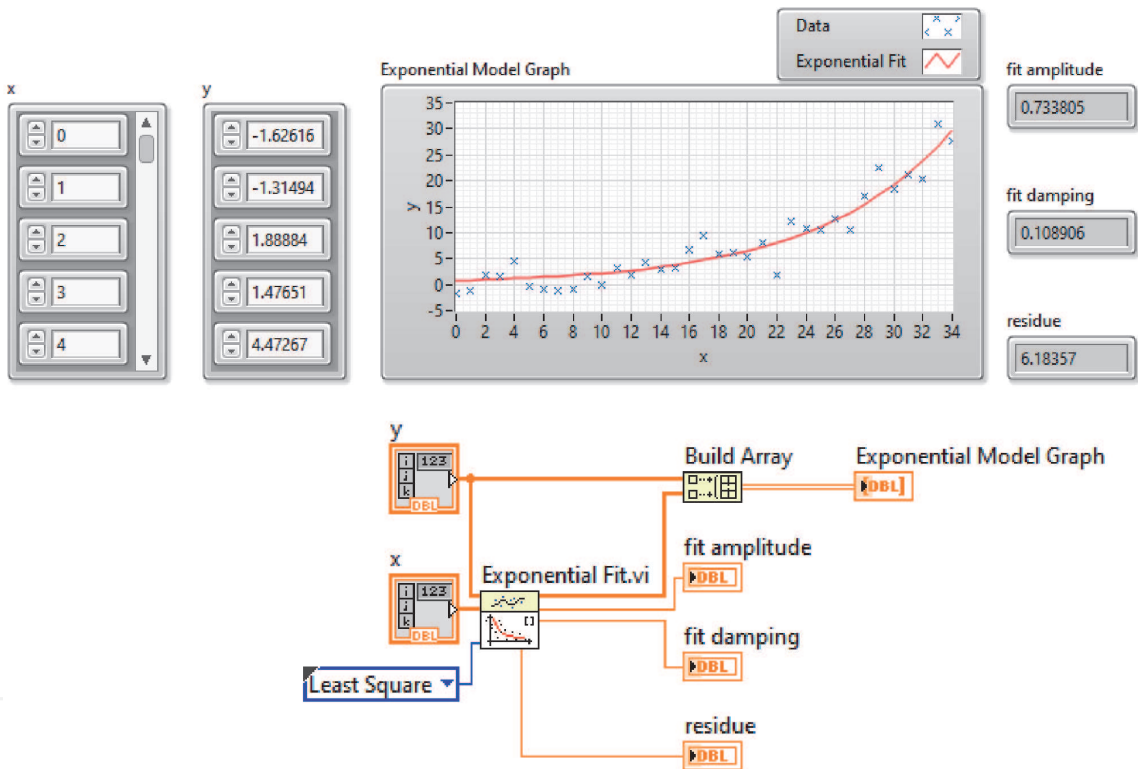 Data
Exponential Fit
x
y
Exponential Model Graph
fit amplitude
0
1
2
3
4
-1.62616
-1.31494
1.88884
1.47651
4.47267
35
30
25
20
15
10
5
0
-5
y
0 2 4 6 8 10 12 14 16 18 20 22 24 26 28 30 32 34
x
0.733805
fit damping
0.108906
residue
6.18357
y
i 123
j
k
DBL
Build Array
Exponential Model Graph
[DBL]
x
i 123
j
k
DBL
Exponential Fit.vi
[]
fit amplitude
DBL
fit damping
DBL
Least Square
residue
DBL